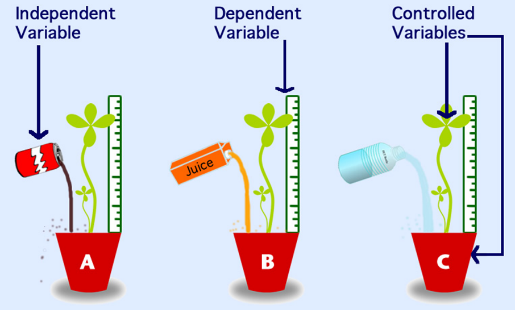 Independent
Variable
Dependent
Variable
Controlled
Variables
Juice
A
B
C